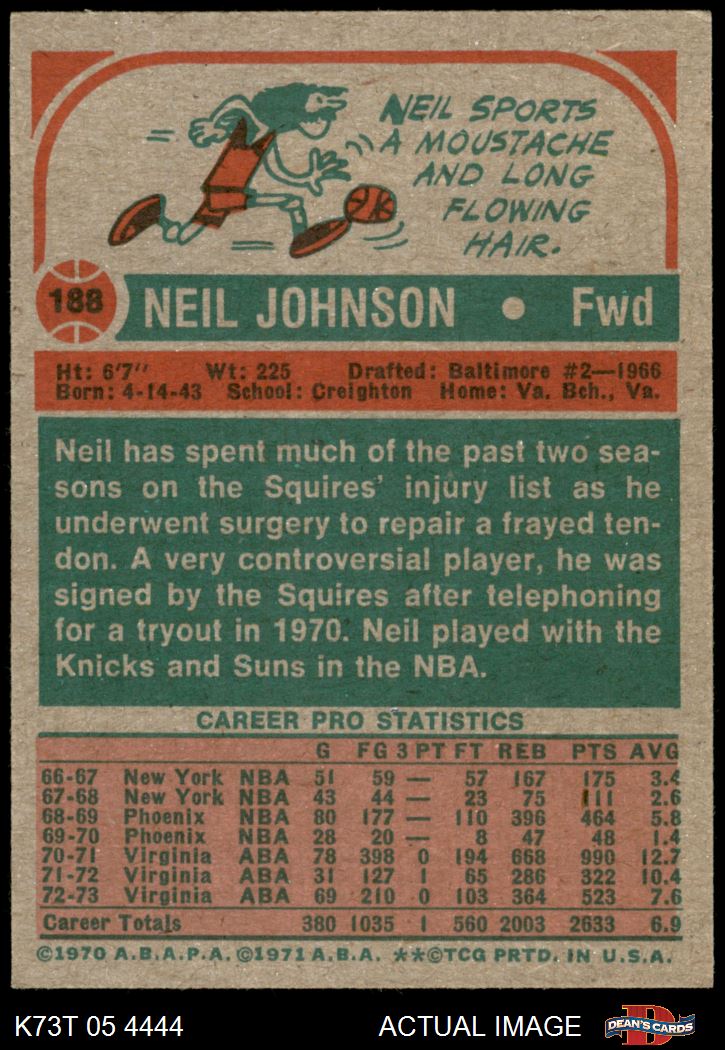 NEIL SPORTS
A MOUSTACHE
AND LONG
FLOWING
HAIR.
188 NEIL JOHNSON • Fwd
Ht: 6'7" Wt: 225 Drafted: Baltimore #2—1966
Born: 4-14-43 School: Creighton Home: Va. Bch., Va.
Neil has spent much of the past two sea-
sons on the Squires' injury list as he
underwent surgery to repair a frayed ten-
don. A very controversial player, he was
signed by the Squires after telephoning
for a tryout in 1970. Neil played with the
Knicks and Suns in the NBA.
CAREER PRO STATISTICS
G FG 3 PT FT REB PTS AVG
66-67 New York NBA 51 59 — 57 167 175 3.4
67-68 New York NBA 43 44 — 23 75 111 2.6
68-69 Phoenix NBA 80 177 — 110 396 464 5.8
69-70 Phoenix NBA 28 20 — 8 47 48 1.4
70-71 Virginia ABA 78 398 0 194 668 990 12.7
71-72 Virginia ABA 31 127 1 65 286 322 10.4
72-73 Virginia ABA 69 210 0 103 364 523 7.6
Career Totals 380 1035 1 560 2003 2633 6.9
©1970 A.B.A.P.A. ©1971 A.B.A. **©TCG PRTD. IN U.S.A.
K73T 05 4444 ACTUAL IMAGE D DEAN'S CARDS